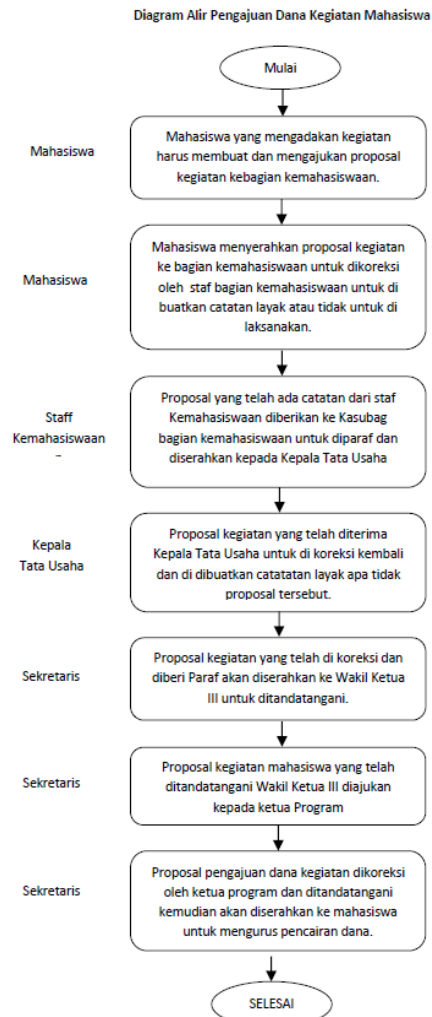 Diagram Alir Pengajuan Dana Kegiatan Mahasiswa
Mulai
Mahasiswa
Mahasiswa yang mengadakan kegiatan
harus membuat dan mengajukan proposal
kegiatan kebagian kemahasiswaan.
Mahasiswa
Mahasiswa menyerahkan proposal kegiatan
ke bagian kemahasiswaan untuk dikoreksi
oleh staf bagian kemahasiswaan untuk di
buatkan catatan layak atau tidak untuk di
laksanakan.
Staff
Kemahasiswaan
Proposal yang telah ada catatan dari staf
Kemahasiswaan diberikan ke Kasubag
bagian kemahasiswaan untuk diparaf dan
diserahkan kepada Kepala Tata Usaha
Kepala
Tata Usaha
Proposal kegiatan yang telah diterima
Kepala Tata Usaha untuk di koreksi kembali
dan di dibuatkan catatatan layak apa tidak
proposal tersebut.
Sekretaris
Proposal kegiatan yang telah di koreksi dan
diberi Paraf akan diserahkan ke Wakil Ketua
III untuk ditandatangani.
Sekretaris
Proposal kegiatan mahasiswa yang telah
ditandatangani Wakil Ketua III diajukan
kepada ketua Program
Sekretaris
Proposal pengajuan dana kegiatan dikoreksi
oleh ketua program dan ditandatangani
kemudian akan diserahkan ke mahasiswa
untuk mengurus pencairan dana.
SELESAI